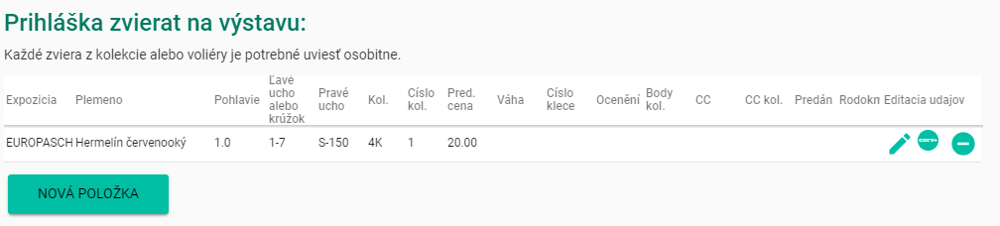 Prihláška zvierat na výstavu:
Každé zviera z kolekcie alebo voliéry je potrebné uviesť osobitne.
Expozicia Plemeno Pohlavie Ľavé ucho alebo krúžok Pravé ucho Kol. Číslo kol. Pred. cena Váha Číslo klece Ocenění Body kol. CC CC kol. Predán Rodokm Editacia udajov
EUROPASCH Hermelín červenooký 1.0 1-7 S-150 4K 1 20.00
NOVÁ POLOŽKA